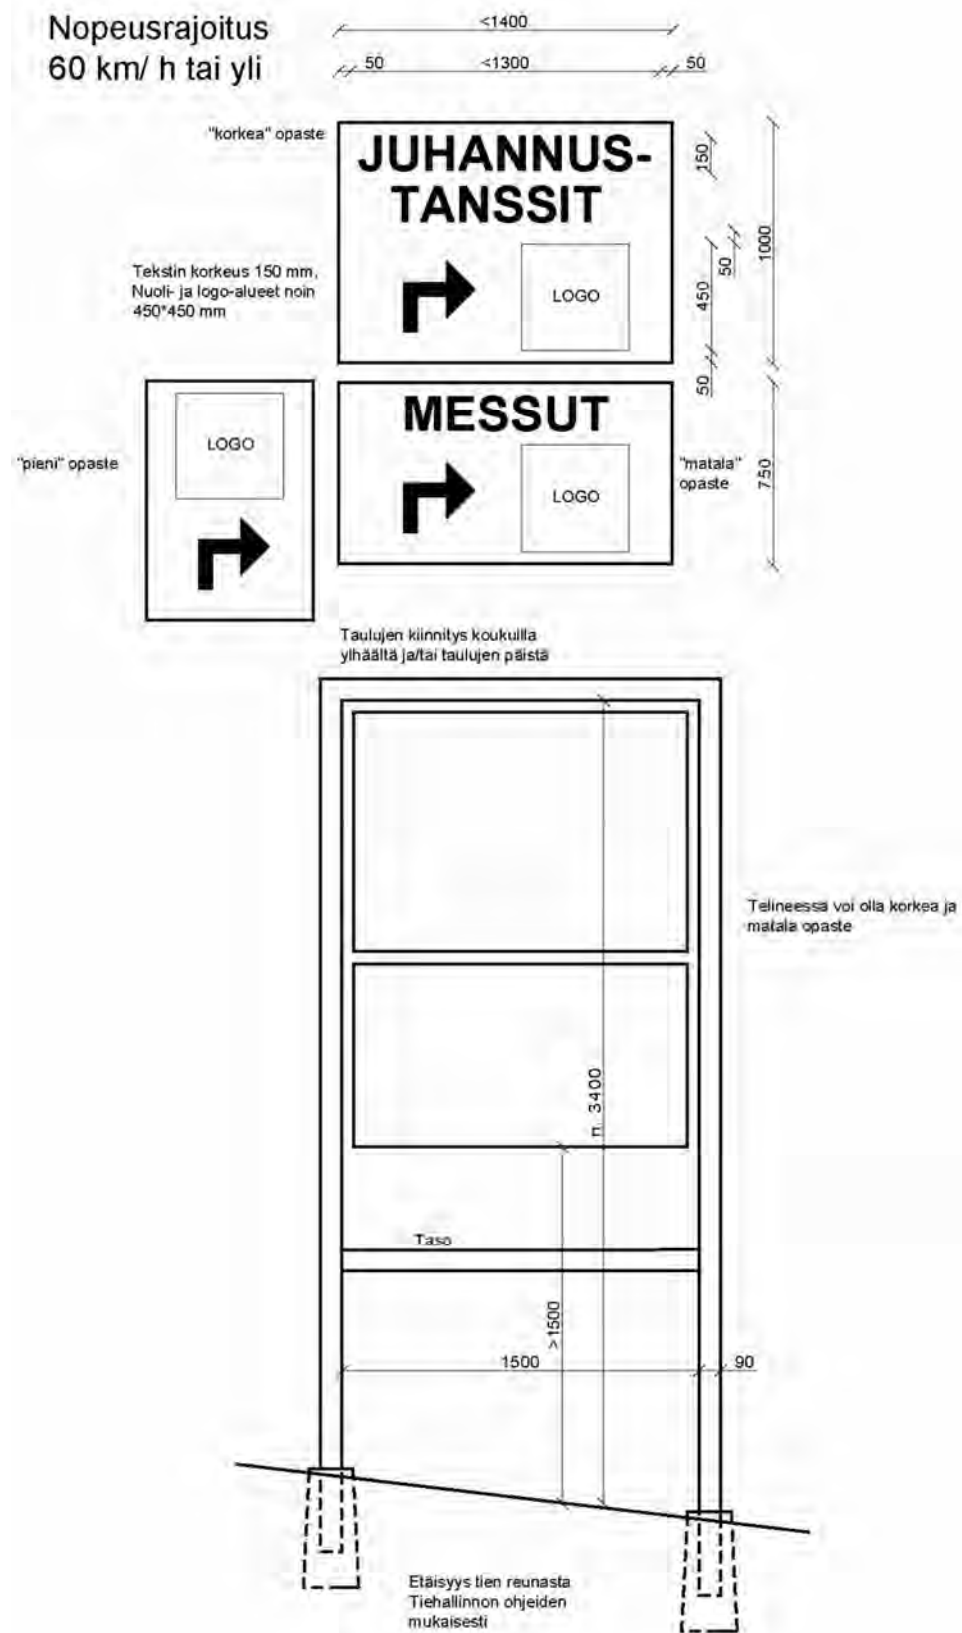 Nopeusrajoitus
60 km/ h tai yli
<1400
50 <1300 50
"korkea" opaste
JUHANNUS-
TANSSIT
LOGO
150
50
450
50
1000
Tekstin korkeus 150 mm,
Nuoli- ja logo-alueet noin
450*450 mm
"pieni" opaste
LOGO
MESSUT
LOGO
"matala"
opaste
750
Taulujen kiinnitys koukuilla
ylhäältä ja/tai taulujen päistä
Telineessä voi olla korkea ja
matala opaste
n. 3400
Taso
>1500
1500 90
Etäisyys tien reunasta
Tiehallinnon ohjeiden
mukaisesti